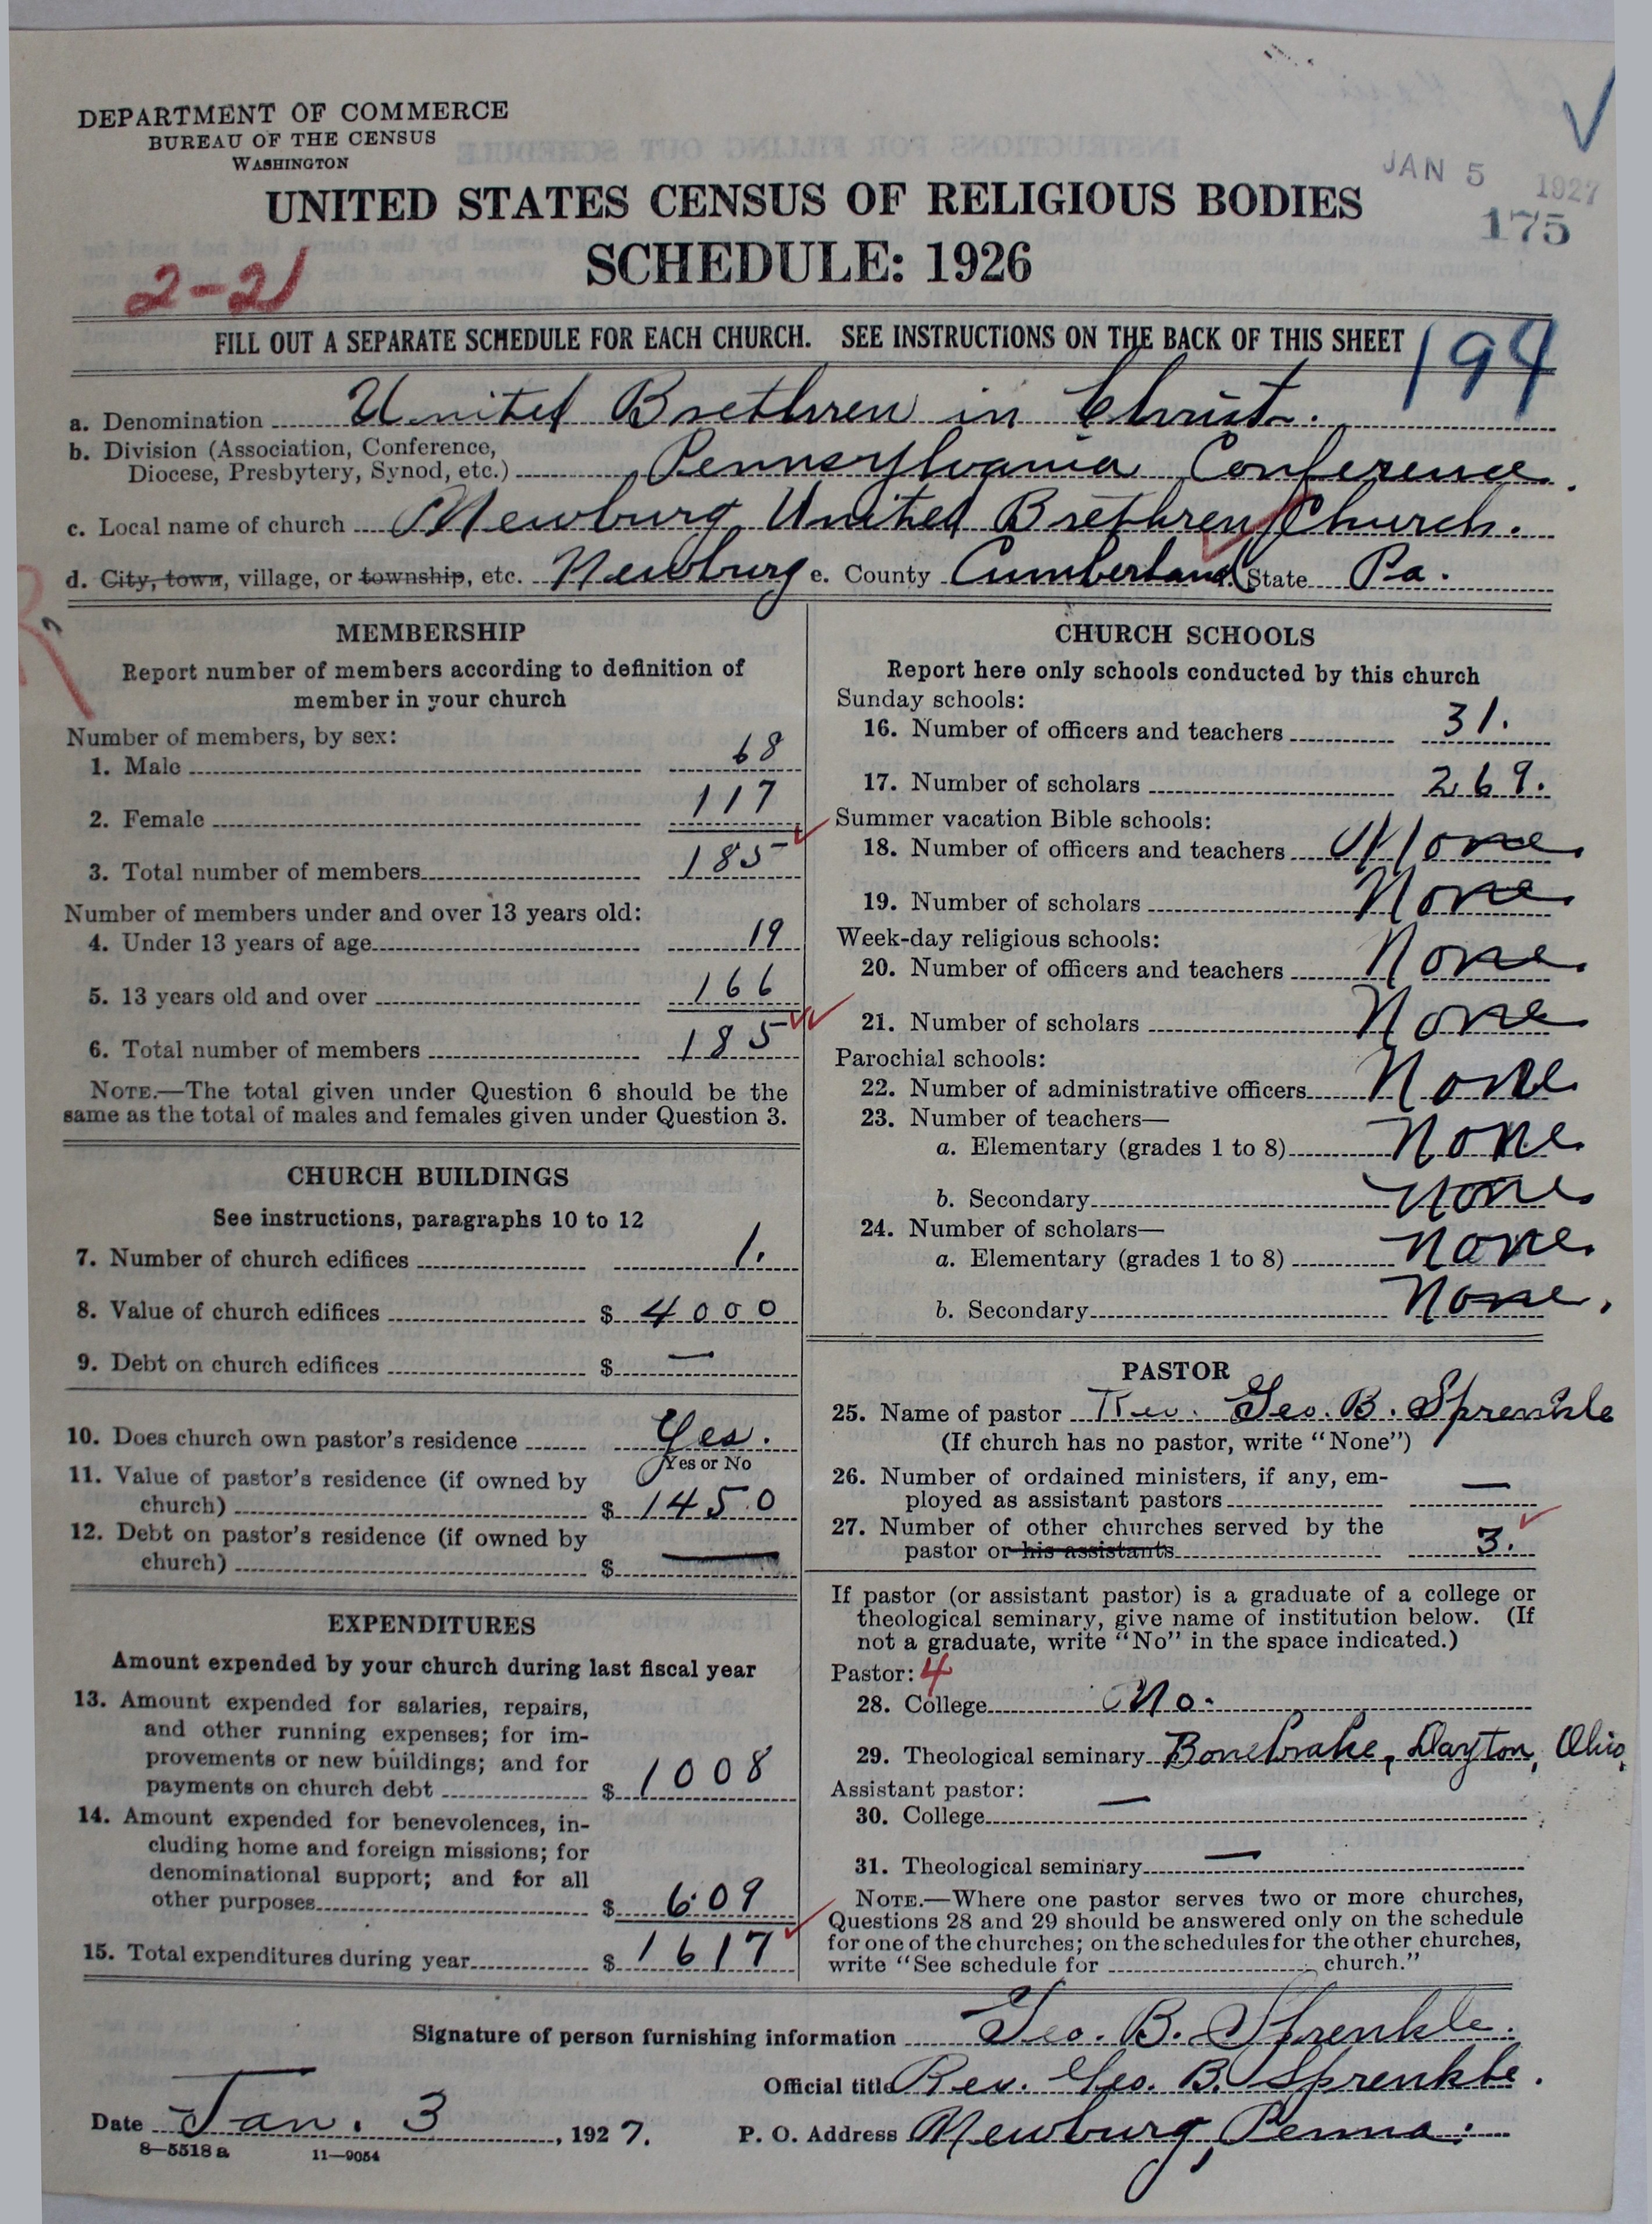 DEPARTMENT OF COMMERCE
BUREAU OF THE CENSUS
WASHINGTON
JAN 5 1927
175
UNITED STATES CENSUS OF RELIGIOUS BODIES
SCHEDULE: 1926
2-21
FILL OUT A SEPARATE SCHEDULE FOR EACH CHURCH. SEE INSTRUCTIONS ON THE BACK OF THIS SHEET
194
a. Denomination United Brethren in Christ.
b. Division (Association, Conference,
Diocese, Presbytery, Synod, etc.) Pennsylvania Conference.
c. Local name of church Newburg United Brethren Church.
d. City, town, village, or township, etc. Newburg e. County Cumberland State Pa.
MEMBERSHIP
Report number of members according to definition of
member in your church
Number of members, by sex:
1. Male 68
2. Female 117
3. Total number of members 185
Number of members under and over 13 years old:
4. Under 13 years of age 19
5. 13 years old and over 166
6. Total number of members 185
NOTE.—The total given under Question 6 should be the
same as the total of males and females given under Question 3.
CHURCH BUILDINGS
See instructions, paragraphs 10 to 12
7. Number of church edifices 1.
8. Value of church edifices $ 4000
9. Debt on church edifices $ —
10. Does church own pastor's residence Yes.
Yes or No
11. Value of pastor's residence (if owned by
church) $ 1450
12. Debt on pastor's residence (if owned by
church) $ —
EXPENDITURES
Amount expended by your church during last fiscal year
13. Amount expended for salaries, repairs,
and other running expenses; for im-
provements or new buildings; and for
payments on church debt $ 1008
14. Amount expended for benevolences, in-
cluding home and foreign missions; for
denominational support; and for all
other purposes $ 609
15. Total expenditures during year $ 1617
CHURCH SCHOOLS
Report here only schools conducted by this church
Sunday schools:
16. Number of officers and teachers 31.
17. Number of scholars 269.
Summer vacation Bible schools:
18. Number of officers and teachers None
19. Number of scholars None
Week-day religious schools:
20. Number of officers and teachers None
21. Number of scholars None
Parochial schools:
22. Number of administrative officers None
23. Number of teachers—
a. Elementary (grades 1 to 8) None
b. Secondary None
24. Number of scholars—
a. Elementary (grades 1 to 8) None.
b. Secondary None.
PASTOR
25. Name of pastor Rev. Geo. B. Sprenkle
(If church has no pastor, write "None")
26. Number of ordained ministers, if any, em-
ployed as assistant pastors —
27. Number of other churches served by the
pastor or his assistants 3.
If pastor (or assistant pastor) is a graduate of a college or
theological seminary, give name of institution below. (If
not a graduate, write "No" in the space indicated.)
Pastor: 4
28. College No.
29. Theological seminary Bonebrake, Dayton, Ohio.
Assistant pastor:
30. College —
31. Theological seminary —
NOTE.—Where one pastor serves two or more churches,
Questions 28 and 29 should be answered only on the schedule
for one of the churches; on the schedules for the other churches,
write "See schedule for church."
Signature of person furnishing information Geo. B. Sprenkle.
Official title Rev. Geo. B. Sprenkle.
Date Jan. 3, 1927. P. O. Address Newburg, Penna.
8—5518 a 11—9054